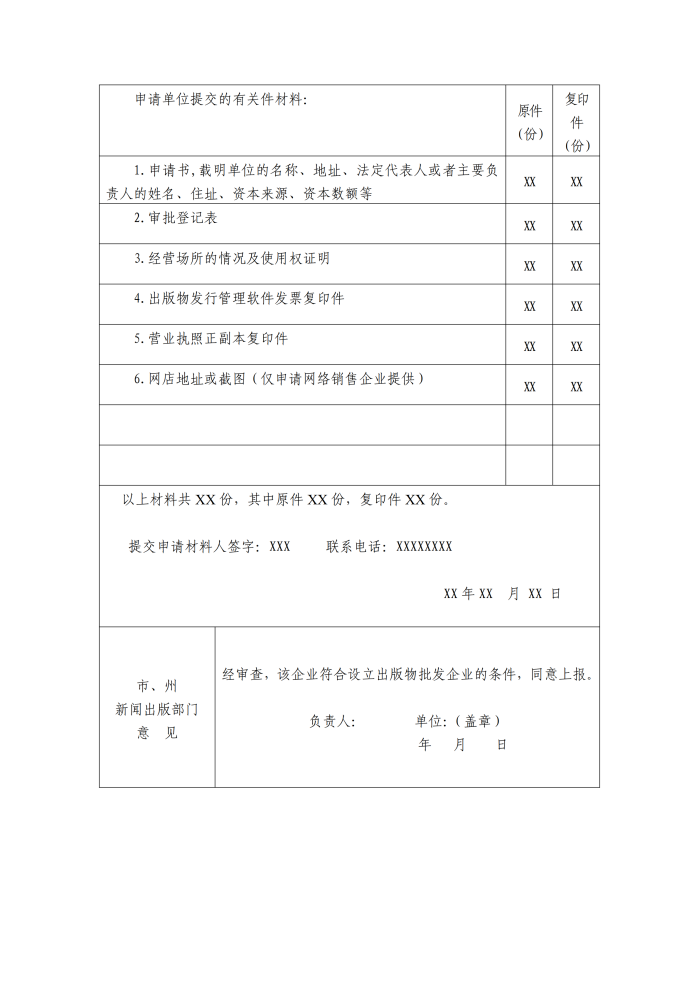 申请单位提交的有关件材料：
原件
（份）
复印
件
（份）
1.申请书,载明单位的名称、地址、法定代表人或者主要负
责人的姓名、住址、资本来源、资本数额等
XX XX
2.审批登记表
XX XX
3.经营场所的情况及使用权证明
XX XX
4.出版物发行管理软件发票复印件
XX XX
5.营业执照正副本复印件
XX XX
6.网店地址或截图（仅申请网络销售企业提供）
XX XX
以上材料共 XX 份，其中原件 XX 份，复印件 XX 份。
提交申请材料人签字：XXX 联系电话：XXXXXXXX
XX 年 XX 月 XX 日
市、州
新闻出版部门
意 见
经审查，该企业符合设立出版物批发企业的条件，同意上报。
负责人： 单位：（盖章）
年 月 日